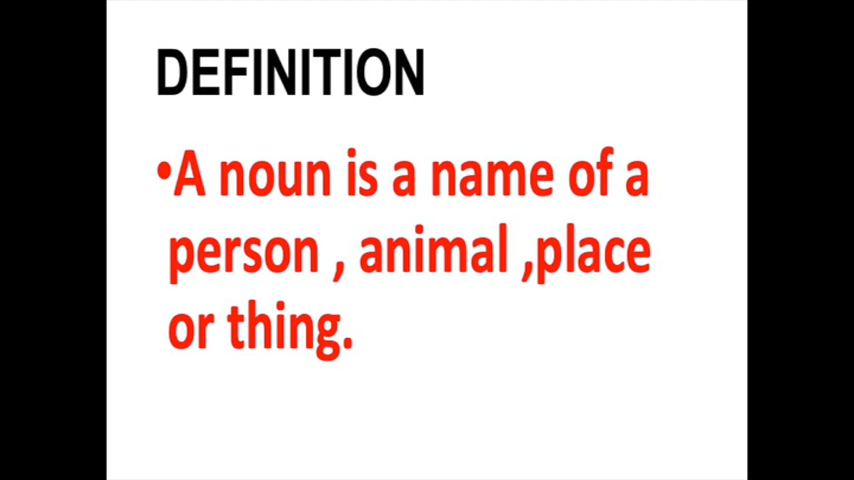 DEFINITION
•A noun is a name of a
person , animal ,place
or thing.